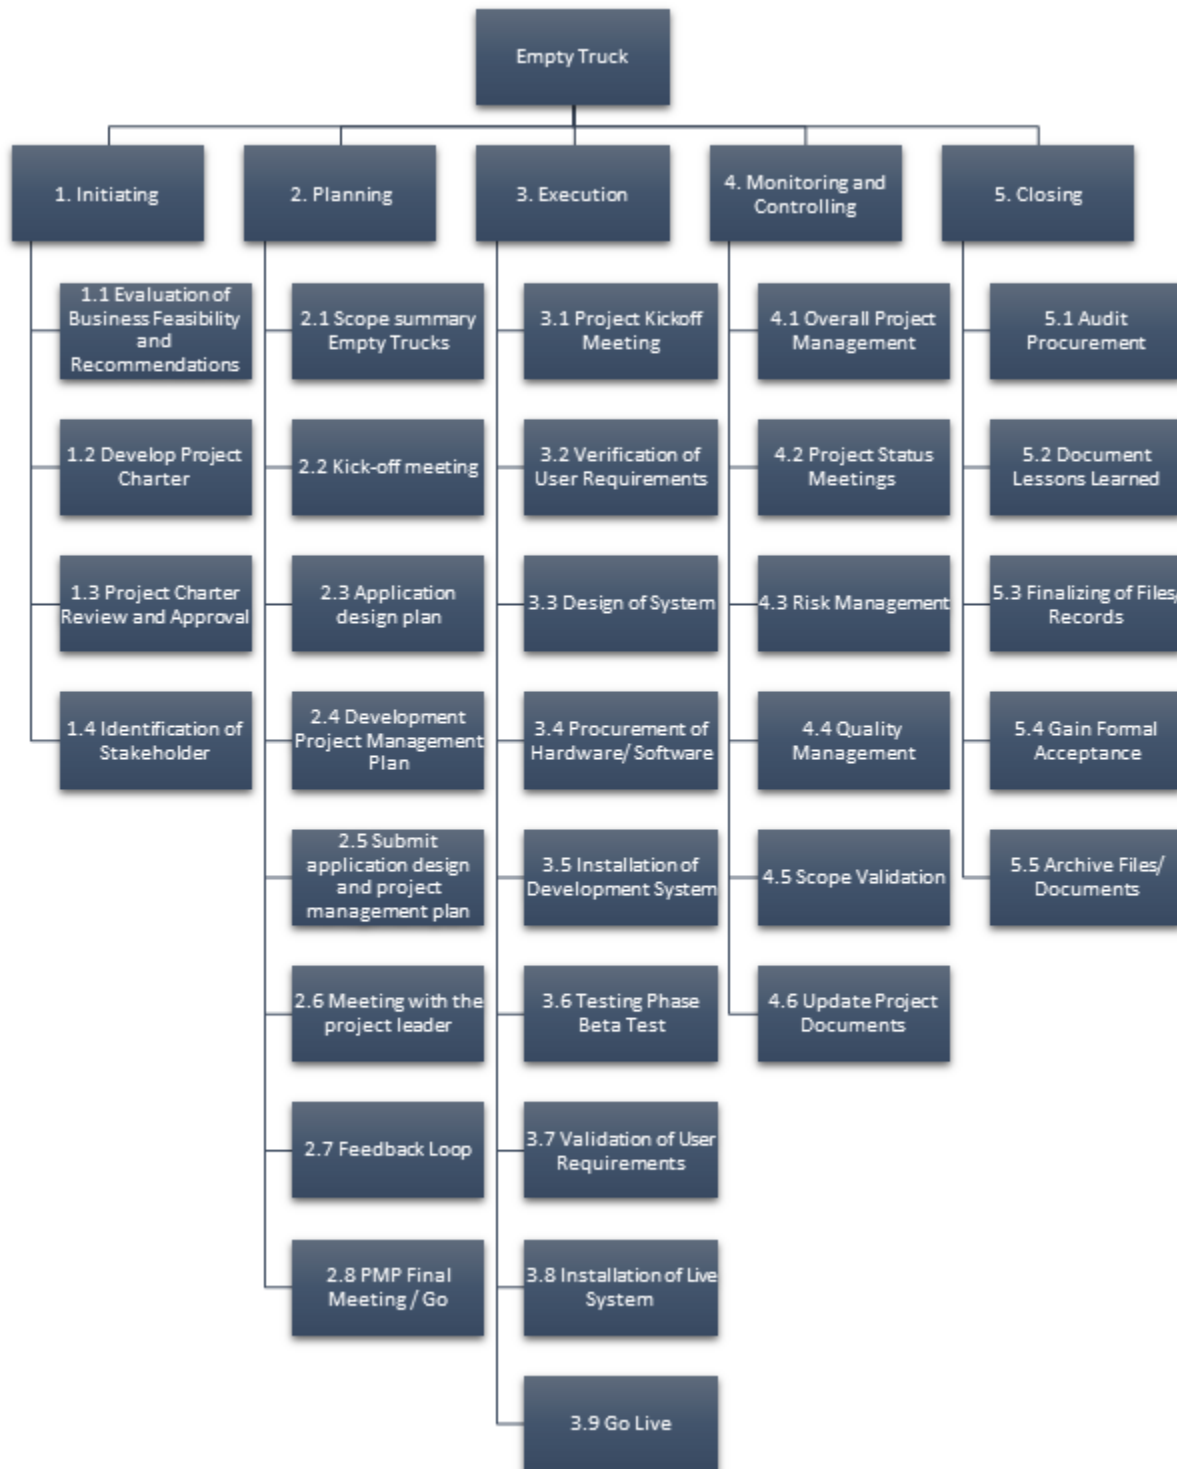 Empty Truck
1. Initiating
2. Planning
3. Execution
4. Monitoring and
Controlling
5. Closing
1.1 Evaluation of
Business Feasibility
and
Recommendations
1.2 Develop Project
Charter
1.3 Project Charter
Review and Approval
1.4 Identification of
Stakeholder
2.1 Scope summary
Empty Trucks
2.2 Kick-off meeting
2.3 Application
design plan
2.4 Development
Project Management
Plan
2.5 Submit
application design
and project
management plan
2.6 Meeting with the
project leader
2.7 Feedback Loop
2.8 PMP Final
Meeting / Go
3.1 Project Kickoff
Meeting
3.2 Verification of
User Requirements
3.3 Design of System
3.4 Procurement of
Hardware/ Software
3.5 Installation of
Development System
3.6 Testing Phase
Beta Test
3.7 Validation of User
Requirements
3.8 Installation of Live
System
3.9 Go Live
4.1 Overall Project
Management
4.2 Project Status
Meetings
4.3 Risk Management
4.4 Quality
Management
4.5 Scope Validation
4.6 Update Project
Documents
5.1 Audit
Procurement
5.2 Document
Lessons Learned
5.3 Finalizing of Files/
Records
5.4 Gain Formal
Acceptance
5.5 Archive Files/
Documents